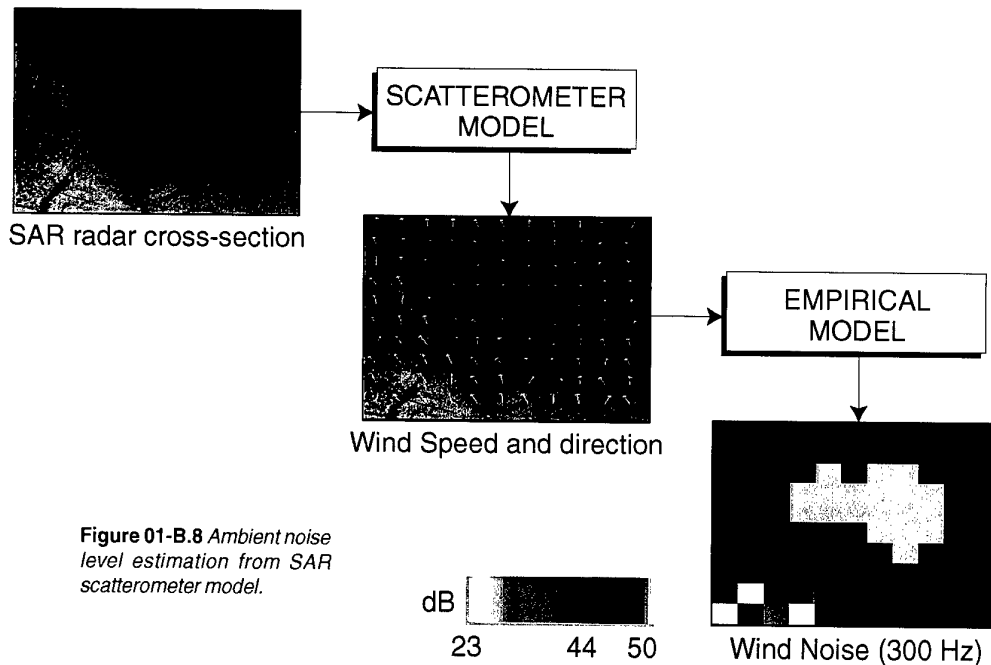 SCATTEROMETER
MODEL
SAR radar cross-section
EMPIRICAL
MODEL
Wind Speed and direction
Figure 01-B.8 Ambient noise
level estimation from SAR
scatterometer model.
dB
23 44 50
Wind Noise (300 Hz)